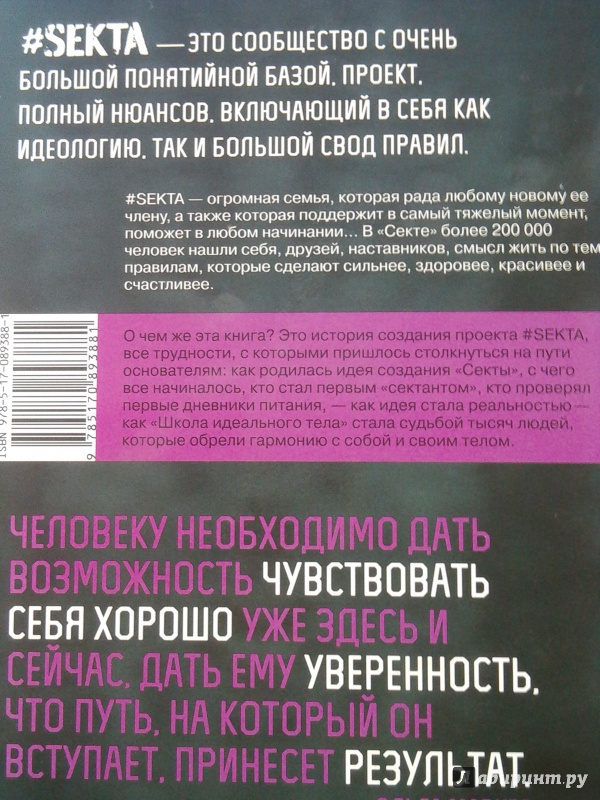 #SEKTA — ЭТО СООБЩЕСТВО С ОЧЕНЬ
БОЛЬШОЙ ПОНЯТИЙНОЙ БАЗОЙ. ПРОЕКТ,
ПОЛНЫЙ НЮАНСОВ, ВКЛЮЧАЮЩИЙ В СЕБЯ КАК
ИДЕОЛОГИЮ, ТАК И БОЛЬШОЙ СВОД ПРАВИЛ.
#SEKTA — огромная семья, которая рада любому новому ее
члену, а также которая поддержит в самый тяжелый момент,
поможет в любом начинании... В «Секте» более 200 000
человек нашли себя, друзей, наставников, смысл жить по тем
правилам, которые сделают сильнее, здоровее, красивее и
счастливее.
О чем же эта книга? Это история создания проекта #SEKTA,
все трудности, с которыми пришлось столкнуться на пути
основателям: как родилась идея создания «Секты», с чего
все начиналось, кто стал первым «сектантом», кто проверял
первые дневники питания, — как идея стала реальностью —
как «Школа идеального тела» стала судьбой тысяч людей,
которые обрели гармонию с собой и своим телом.
ISBN 978-5-17-089388-1
9 785170 893881
ЧЕЛОВЕКУ НЕОБХОДИМО ДАТЬ
ВОЗМОЖНОСТЬ ЧУВСТВОВАТЬ
СЕБЯ ХОРОШО УЖЕ ЗДЕСЬ И
СЕЙЧАС, ДАТЬ ЕМУ УВЕРЕННОСТЬ,
ЧТО ПУТЬ, НА КОТОРЫЙ ОН
ВСТУПАЕТ, ПРИНЕСЕТ РЕЗУЛЬТАТ.
Лабиринт.ру